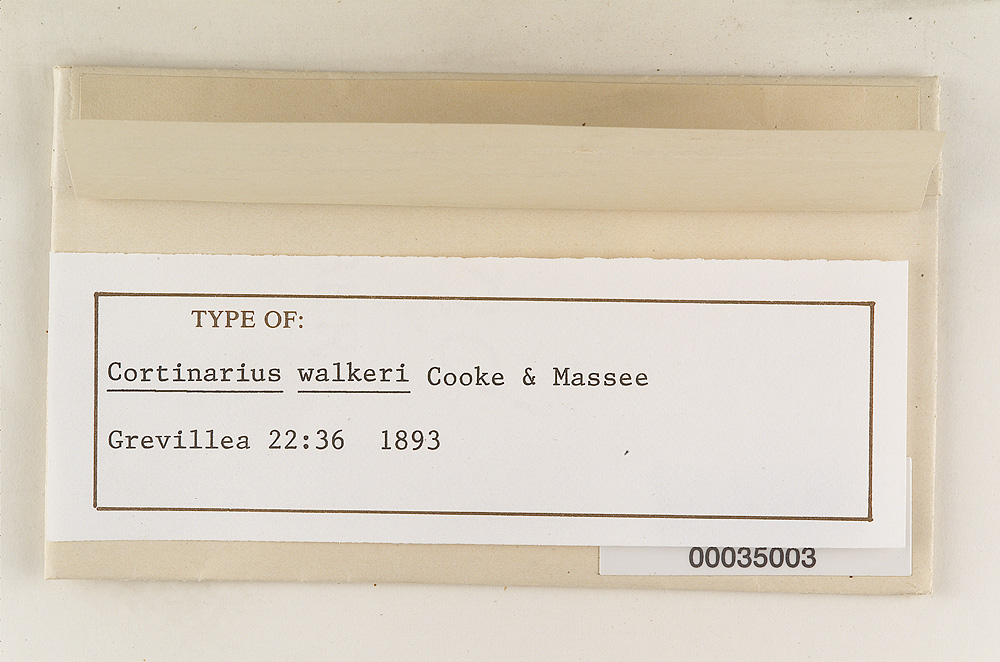 TYPE OF:
Cortinarius walkeri Cooke & Massee
Grevillea 22:36 1893
00035003